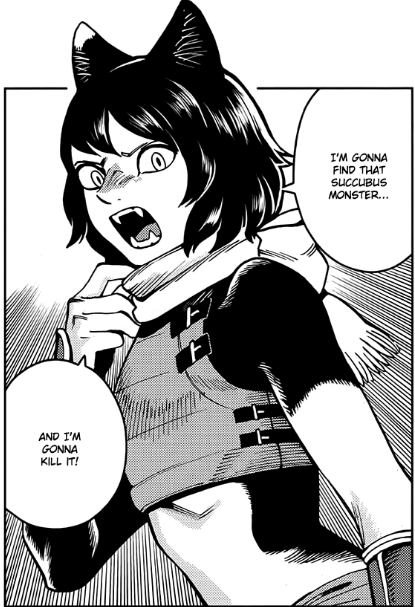 I'M GONNA
FIND THAT
SUCCUBUS
MONSTER...
AND I'M
GONNA
KILL IT!